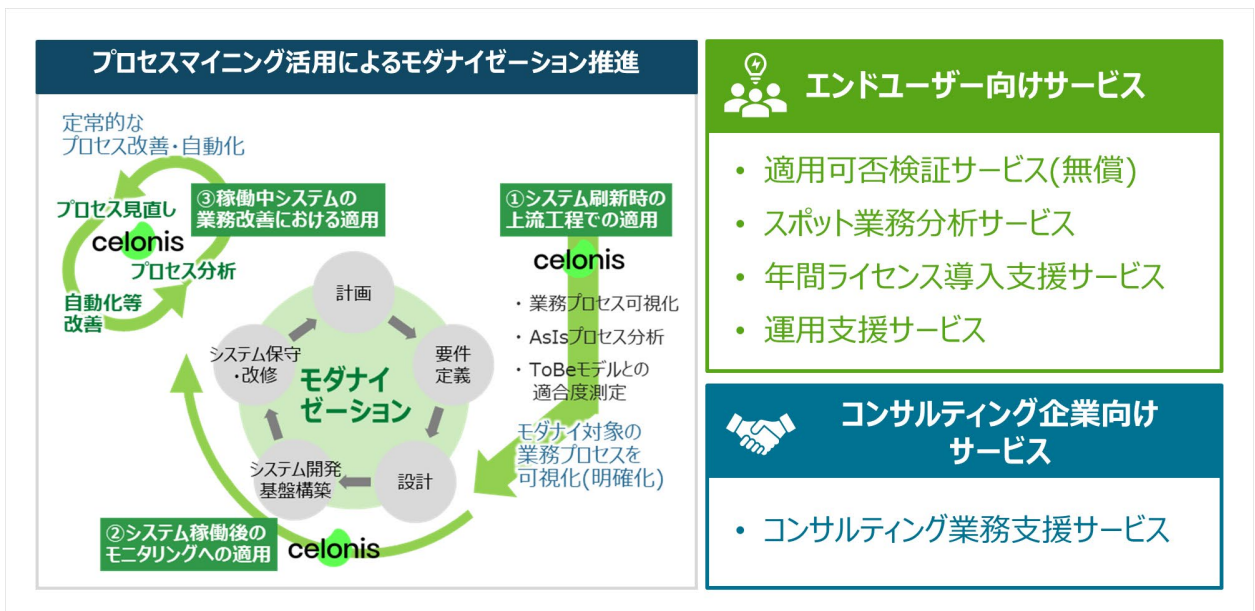 プロセスマイニング活用によるモダナイゼーション推進
定常的な
プロセス改善・自動化
プロセス見直し
celonis
プロセス分析
自動化等
改善
③稼働中システムの
業務改善における適用
①システム刷新時の
上流工程での適用
celonis
・業務プロセス可視化
・AsIsプロセス分析
・ToBeモデルとの
適合度測定
モダナイ対象の
業務プロセスを
可視化(明確化)
計画
要件
定義
設計
システム開発
基盤構築
システム保守
・改修
モダナイ
ゼーション
②システム稼働後の
モニタリングへの適用
celonis
エンドユーザー向けサービス
• 適用可否検証サービス(無償)
• スポット業務分析サービス
• 年間ライセンス導入支援サービス
• 運用支援サービス
コンサルティング企業向け
サービス
• コンサルティング業務支援サービス